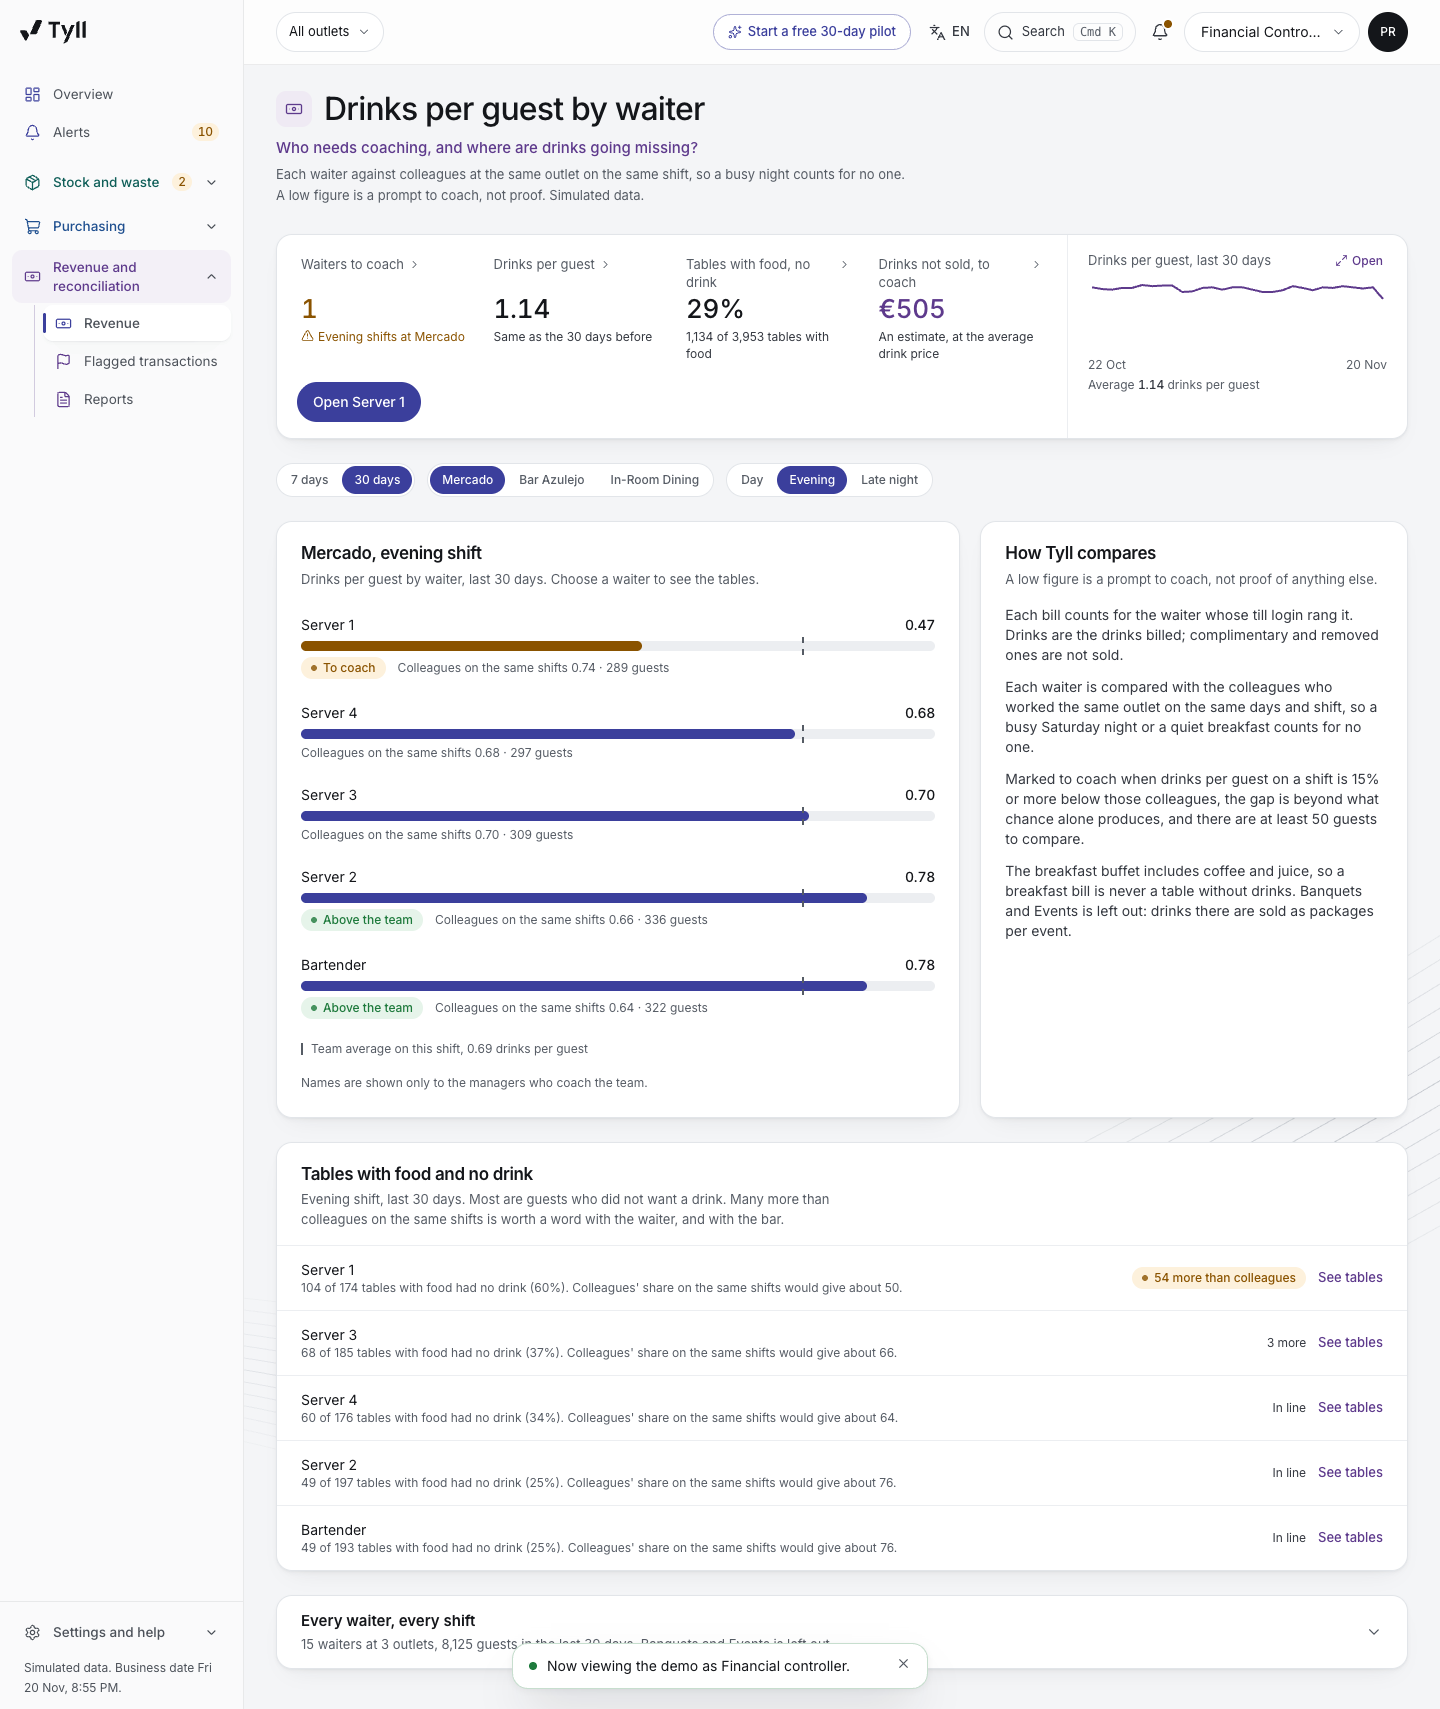 Tyll
All outlets
Start a free 30-day pilot
EN
Search
Cmd K
Financial Contro...
PR
Overview
Alerts
10
Stock and waste
2
Purchasing
Revenue and
reconciliation
Revenue
Flagged transactions
Reports
Drinks per guest by waiter
Who needs coaching, and where are drinks going missing?
Each waiter against colleagues at the same outlet on the same shift, so a busy night counts for no one.
A low figure is a prompt to coach, not proof. Simulated data.
Waiters to coach
1
Evening shifts at Mercado
Drinks per guest
1.14
Same as the 30 days before
Tables with food, no
drink
29%
1,134 of 3,953 tables with
food
Drinks not sold, to
coach
€505
An estimate, at the average
drink price
Open Server 1
Drinks per guest, last 30 days
Open
22 Oct
20 Nov
Average 1.14 drinks per guest
7 days
30 days
Mercado
Bar Azulejo
In-Room Dining
Day
Evening
Late night
Mercado, evening shift
Drinks per guest by waiter, last 30 days. Choose a waiter to see the tables.
Server 1
0.47
To coach
Colleagues on the same shifts 0.74 · 289 guests
Server 4
0.68
Colleagues on the same shifts 0.68 · 297 guests
Server 3
0.70
Colleagues on the same shifts 0.70 · 309 guests
Server 2
0.78
Above the team
Colleagues on the same shifts 0.66 · 336 guests
Bartender
0.78
Above the team
Colleagues on the same shifts 0.64 · 322 guests
Team average on this shift, 0.69 drinks per guest
Names are shown only to the managers who coach the team.
How Tyll compares
A low figure is a prompt to coach, not proof of anything else.
Each bill counts for the waiter whose till login rang it.
Drinks are the drinks billed; complimentary and removed
ones are not sold.
Each waiter is compared with the colleagues who
worked the same outlet on the same days and shift, so a
busy Saturday night or a quiet breakfast counts for no
one.
Marked to coach when drinks per guest on a shift is 15%
or more below those colleagues, the gap is beyond what
chance alone produces, and there are at least 50 guests
to compare.
The breakfast buffet includes coffee and juice, so a
breakfast bill is never a table without drinks. Banquets
and Events is left out: drinks there are sold as packages
per event.
Tables with food and no drink
Evening shift, last 30 days. Most are guests who did not want a drink. Many more than
colleagues on the same shifts is worth a word with the waiter, and with the bar.
Server 1
104 of 174 tables with food had no drink (60%). Colleagues' share on the same shifts would give about 50.
54 more than colleagues
See tables
Server 3
68 of 185 tables with food had no drink (37%). Colleagues' share on the same shifts would give about 66.
3 more
See tables
Server 4
60 of 176 tables with food had no drink (34%). Colleagues' share on the same shifts would give about 64.
In line
See tables
Server 2
49 of 197 tables with food had no drink (25%). Colleagues' share on the same shifts would give about 76.
In line
See tables
Bartender
49 of 193 tables with food had no drink (25%). Colleagues' share on the same shifts would give about 76.
In line
See tables
Every waiter, every shift
15 waiters at 3 outlets, 8,125 guests in the last 30 days. Banquets and Events is left out.
Now viewing the demo as Financial controller.
Settings and help
Simulated data. Business date Fri
20 Nov, 8:55 PM.